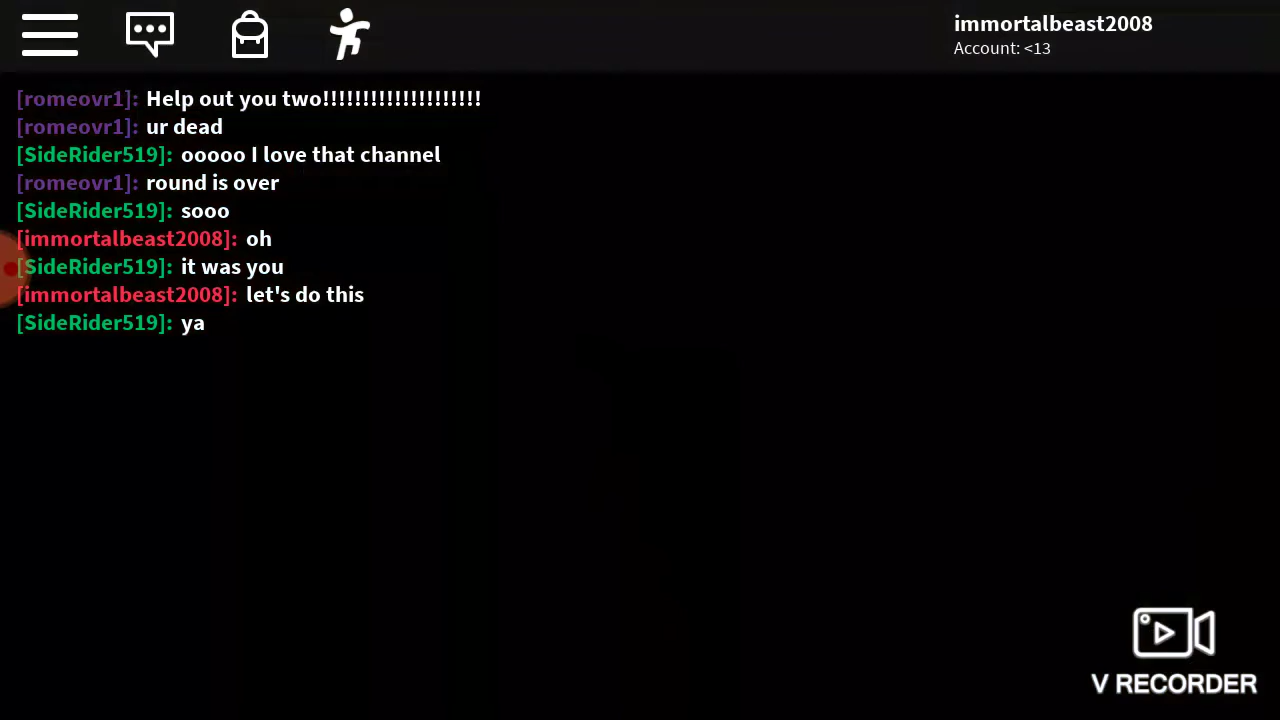 immortalbeast2008
Account: <13
[romeovr1]: Help out you two!!!!!!!!!!!!!!!!!!!!
[romeovr1]: ur dead
[SideRider519]: ooooo I love that channel
[romeovr1]: round is over
[SideRider519]: sooo
[immortalbeast2008]: oh
[SideRider519]: it was you
[immortalbeast2008]: let's do this
[SideRider519]: ya
V RECORDER